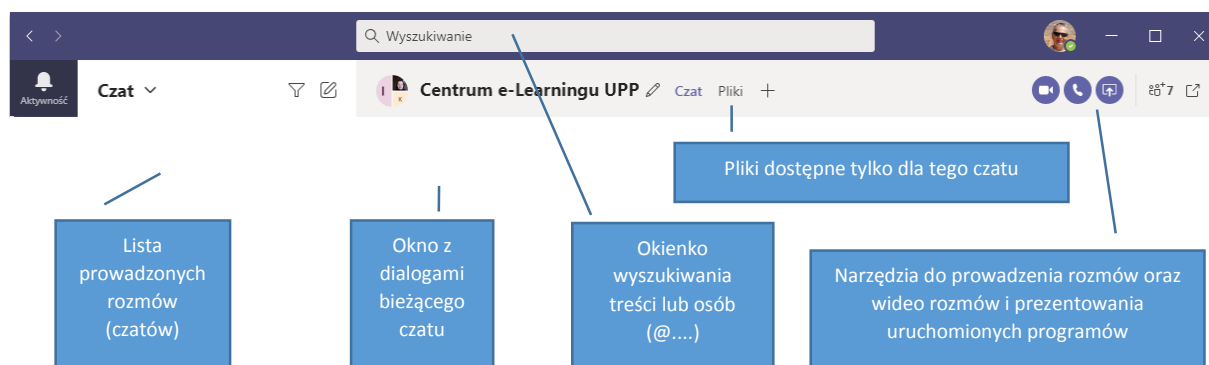 Wyszukiwanie
Aktywność
Czat
Centrum e-Learningu UPP Czat Pliki
7
Pliki dostępne tylko dla tego czatu
Lista
prowadzonych
rozmów
(czatów)
Okno z
dialogami
bieżącego
czatu
Okienko
wyszukiwania
treści lub osób
(@....)
Narzędzia do prowadzenia rozmów oraz
wideo rozmów i prezentowania
uruchomionych programów